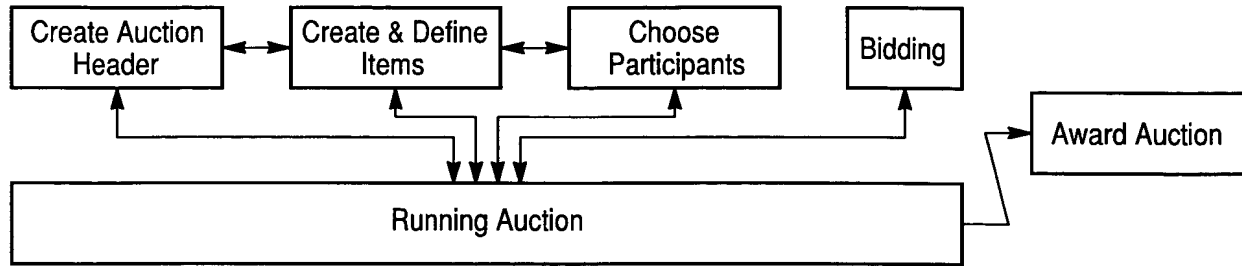 Create Auction
Header
Create & Define
Items
Choose
Participants
Bidding
Award Auction
Running Auction